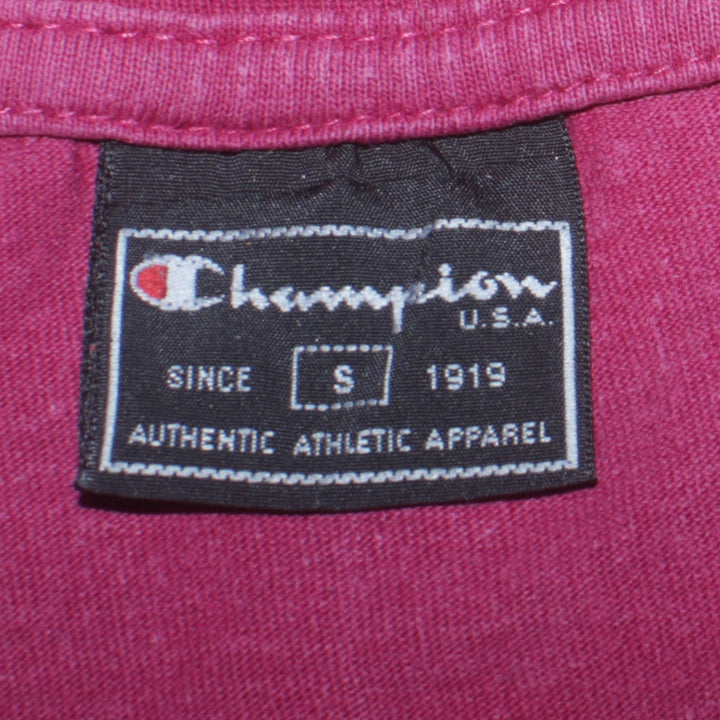 Champion
U.S.A.
SINCE S 1919
AUTHENTIC ATHLETIC APPAREL